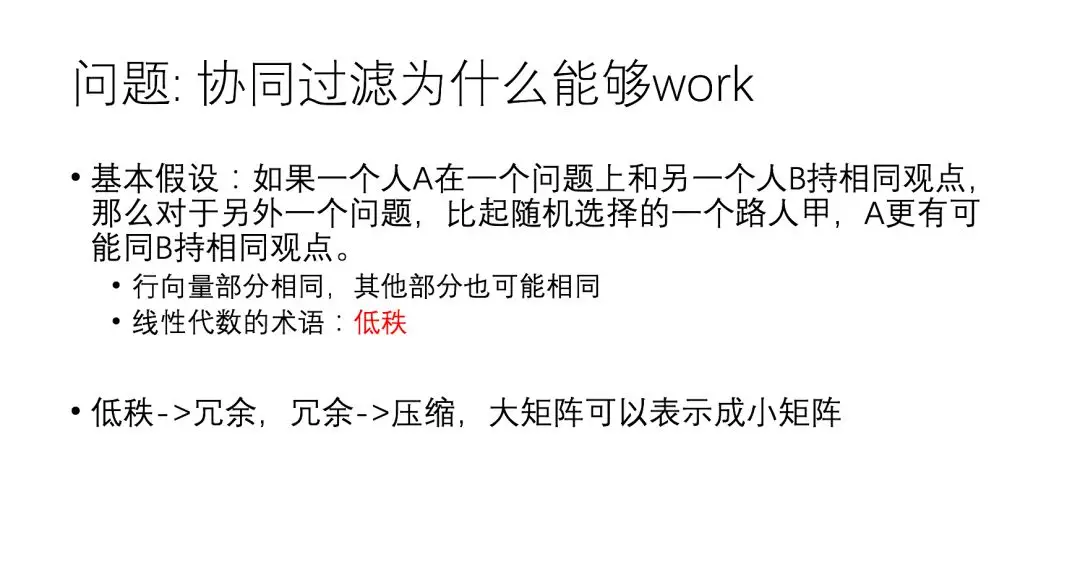 问题: 协同过滤为什么能够work
• 基本假设：如果一个人A在一个问题上和另一个人B持相同观点，
那么对于另外一个问题，比起随机选择的一个路人甲，A更有可
能同B持相同观点。
• 行向量部分相同，其他部分也可能相同
• 线性代数的术语：低秩
• 低秩->冗余，冗余->压缩，大矩阵可以表示成小矩阵